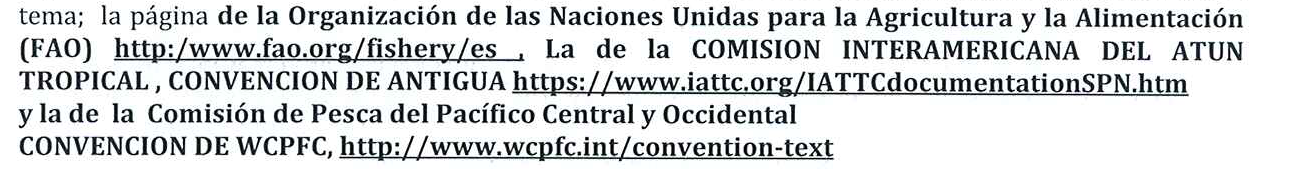 tema; la página de la Organización de las Naciones Unidas para la Agricultura y la Alimentación
(FAO) http:/www.fao.org/fishery/es , La de la COMISION INTERAMERICANA DEL ATUN
TROPICAL , CONVENCION DE ANTIGUA https://www.iattc.org/IATTCdocumentationSPN.htm
y la de la Comisión de Pesca del Pacífico Central y Occidental
CONVENCION DE WCPFC, http://www.wcpfc.int/convention-text